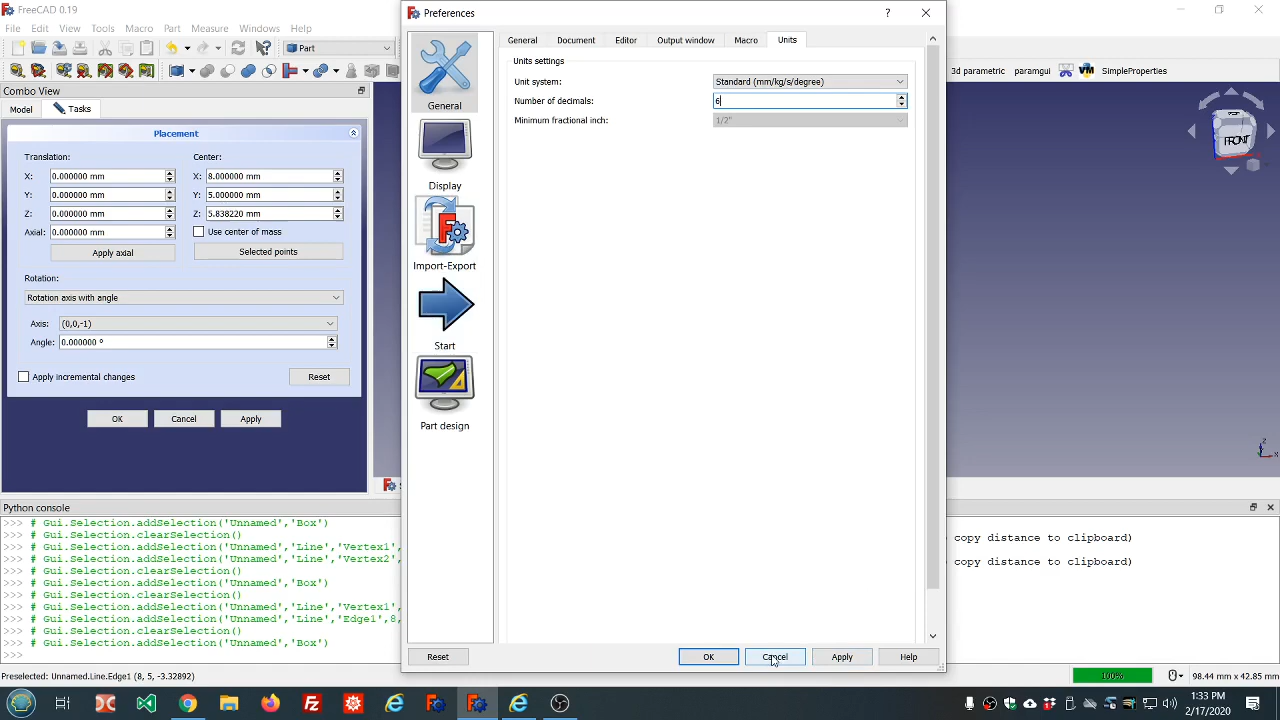 FreeCAD 0.19
File Edit View Tools Macro Part Measure Windows Help
Part
3d parametric paramgui VM SimpleProperties
Combo View
Model Tasks
Placement
Translation: Center:
X: 0.000000 mm X: 8.000000 mm
Y: 0.000000 mm Y: 5.000000 mm
Z: 0.000000 mm Z: 5.838220 mm
Axial: 0.000000 mm Use center of mass
Apply axial Selected points
Rotation:
Rotation axis with angle
Axis: (0,0,-1)
Angle: 0.000000 °
Apply incremental changes Reset
OK Cancel Apply
Preferences
?
General
Display
Import-Export
Start
Part design
General Document Editor Output window Macro Units
Units settings
Unit system: Standard (mm/kg/s/degree)
Number of decimals: 6
Minimum fractional inch: 1/2"
Reset OK Cancel Apply Help
FRONT
Python console
>>> # Gui.Selection.addSelection('Unnamed','Box')
>>> # Gui.Selection.clearSelection()
>>> # Gui.Selection.addSelection('Unnamed','Line','Vertex1',
>>> # Gui.Selection.addSelection('Unnamed','Line','Vertex2',
>>> # Gui.Selection.clearSelection()
>>> # Gui.Selection.addSelection('Unnamed','Box')
>>> # Gui.Selection.clearSelection()
>>> # Gui.Selection.addSelection('Unnamed','Line','Vertex1',
>>> # Gui.Selection.addSelection('Unnamed','Line','Edge1',8,
>>> # Gui.Selection.clearSelection()
>>> # Gui.Selection.addSelection('Unnamed','Box')
>>>
copy distance to clipboard)
copy distance to clipboard)
Preselected: Unnamed.Line.Edge1 (8, 5, -3.32892)
100%
98.44 mm x 42.85 mm
1:33 PM
2/17/2020